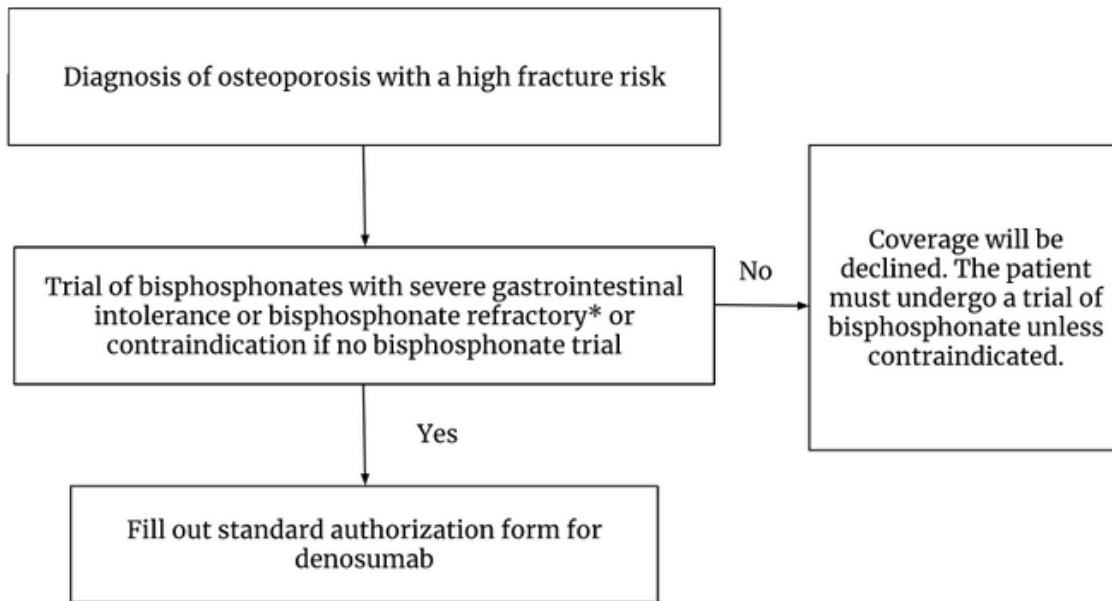 Diagnosis of osteoporosis with a high fracture risk
Trial of bisphosphonates with severe gastrointestinal
intolerance or bisphosphonate refractory* or
contraindication if no bisphosphonate trial
No
Coverage will be
declined. The patient
must undergo a trial of
bisphosphonate unless
contraindicated.
Yes
Fill out standard authorization form for
denosumab